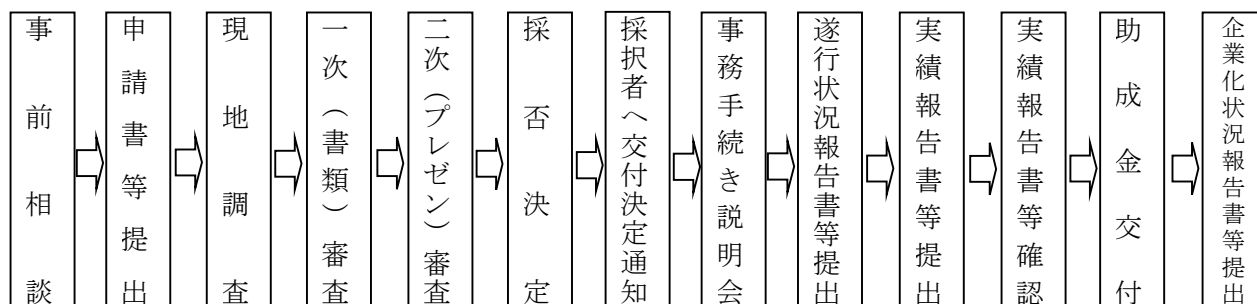 事前相談
申請書等提出
現地調査
一次（書類）審査
二次（プレゼン）審査
採否決定
採択者へ交付決定通知
事務手続き説明会
遂行状況報告書等提出
実績報告書等提出
実績報告書等確認
助成金交付
企業化状況報告書等提出